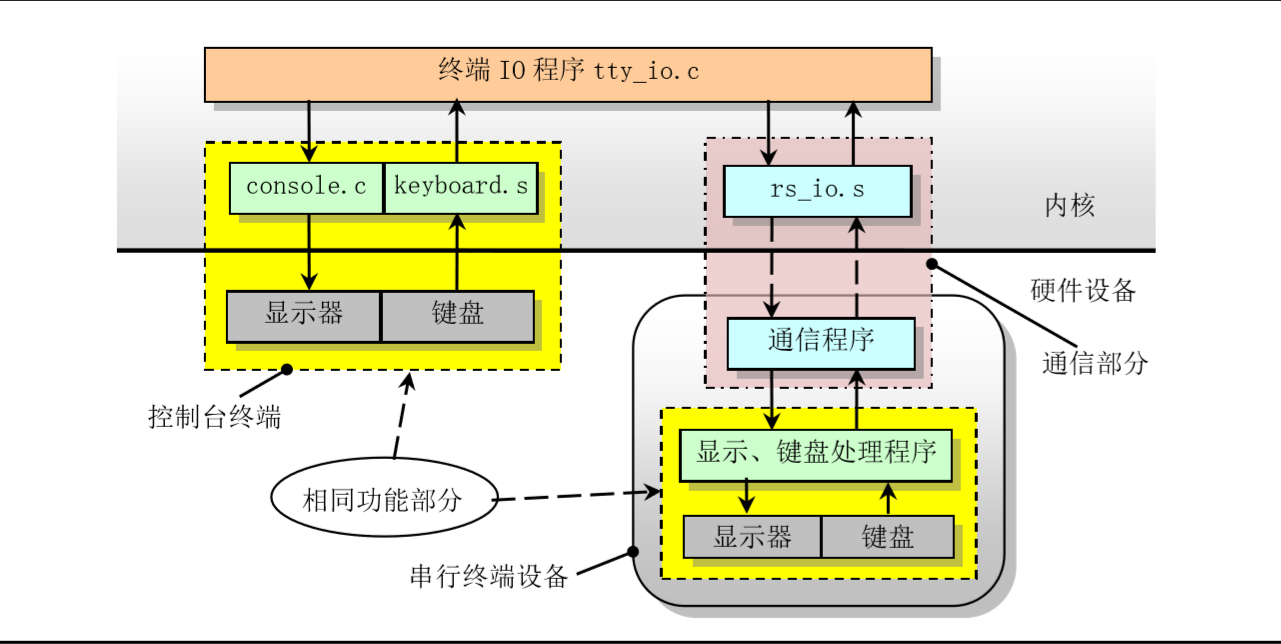 终端 IO 程序 tty_io.c
console.c
keyboard.s
rs_io.s
内核
硬件设备
显示器
键盘
通信程序
通信部分
控制台终端
显示、键盘处理程序
相同功能部分
显示器
键盘
串行终端设备